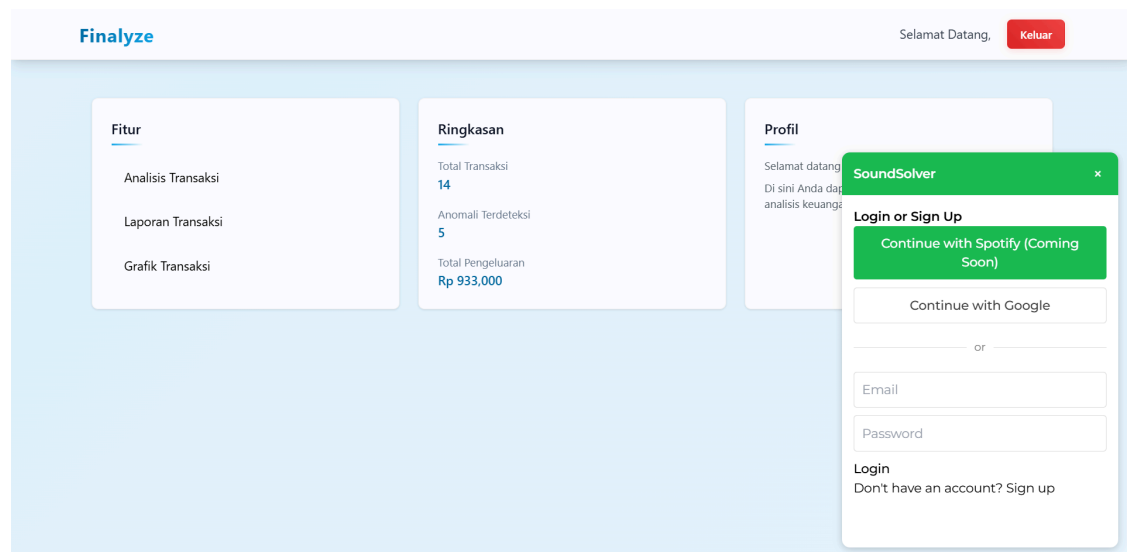 Finalyze
Selamat Datang,
Keluar
Fitur
Analisis Transaksi
Laporan Transaksi
Grafik Transaksi
Ringkasan
Total Transaksi
14
Anomali Terdeteksi
5
Total Pengeluaran
Rp 933,000
Profil
Selamat datang
Di sini Anda
analisis
SoundSolver
×
Login or Sign Up
Continue with Spotify (Coming
Soon)
Continue with Google
or
Email
Password
Login
Don't have an account? Sign up